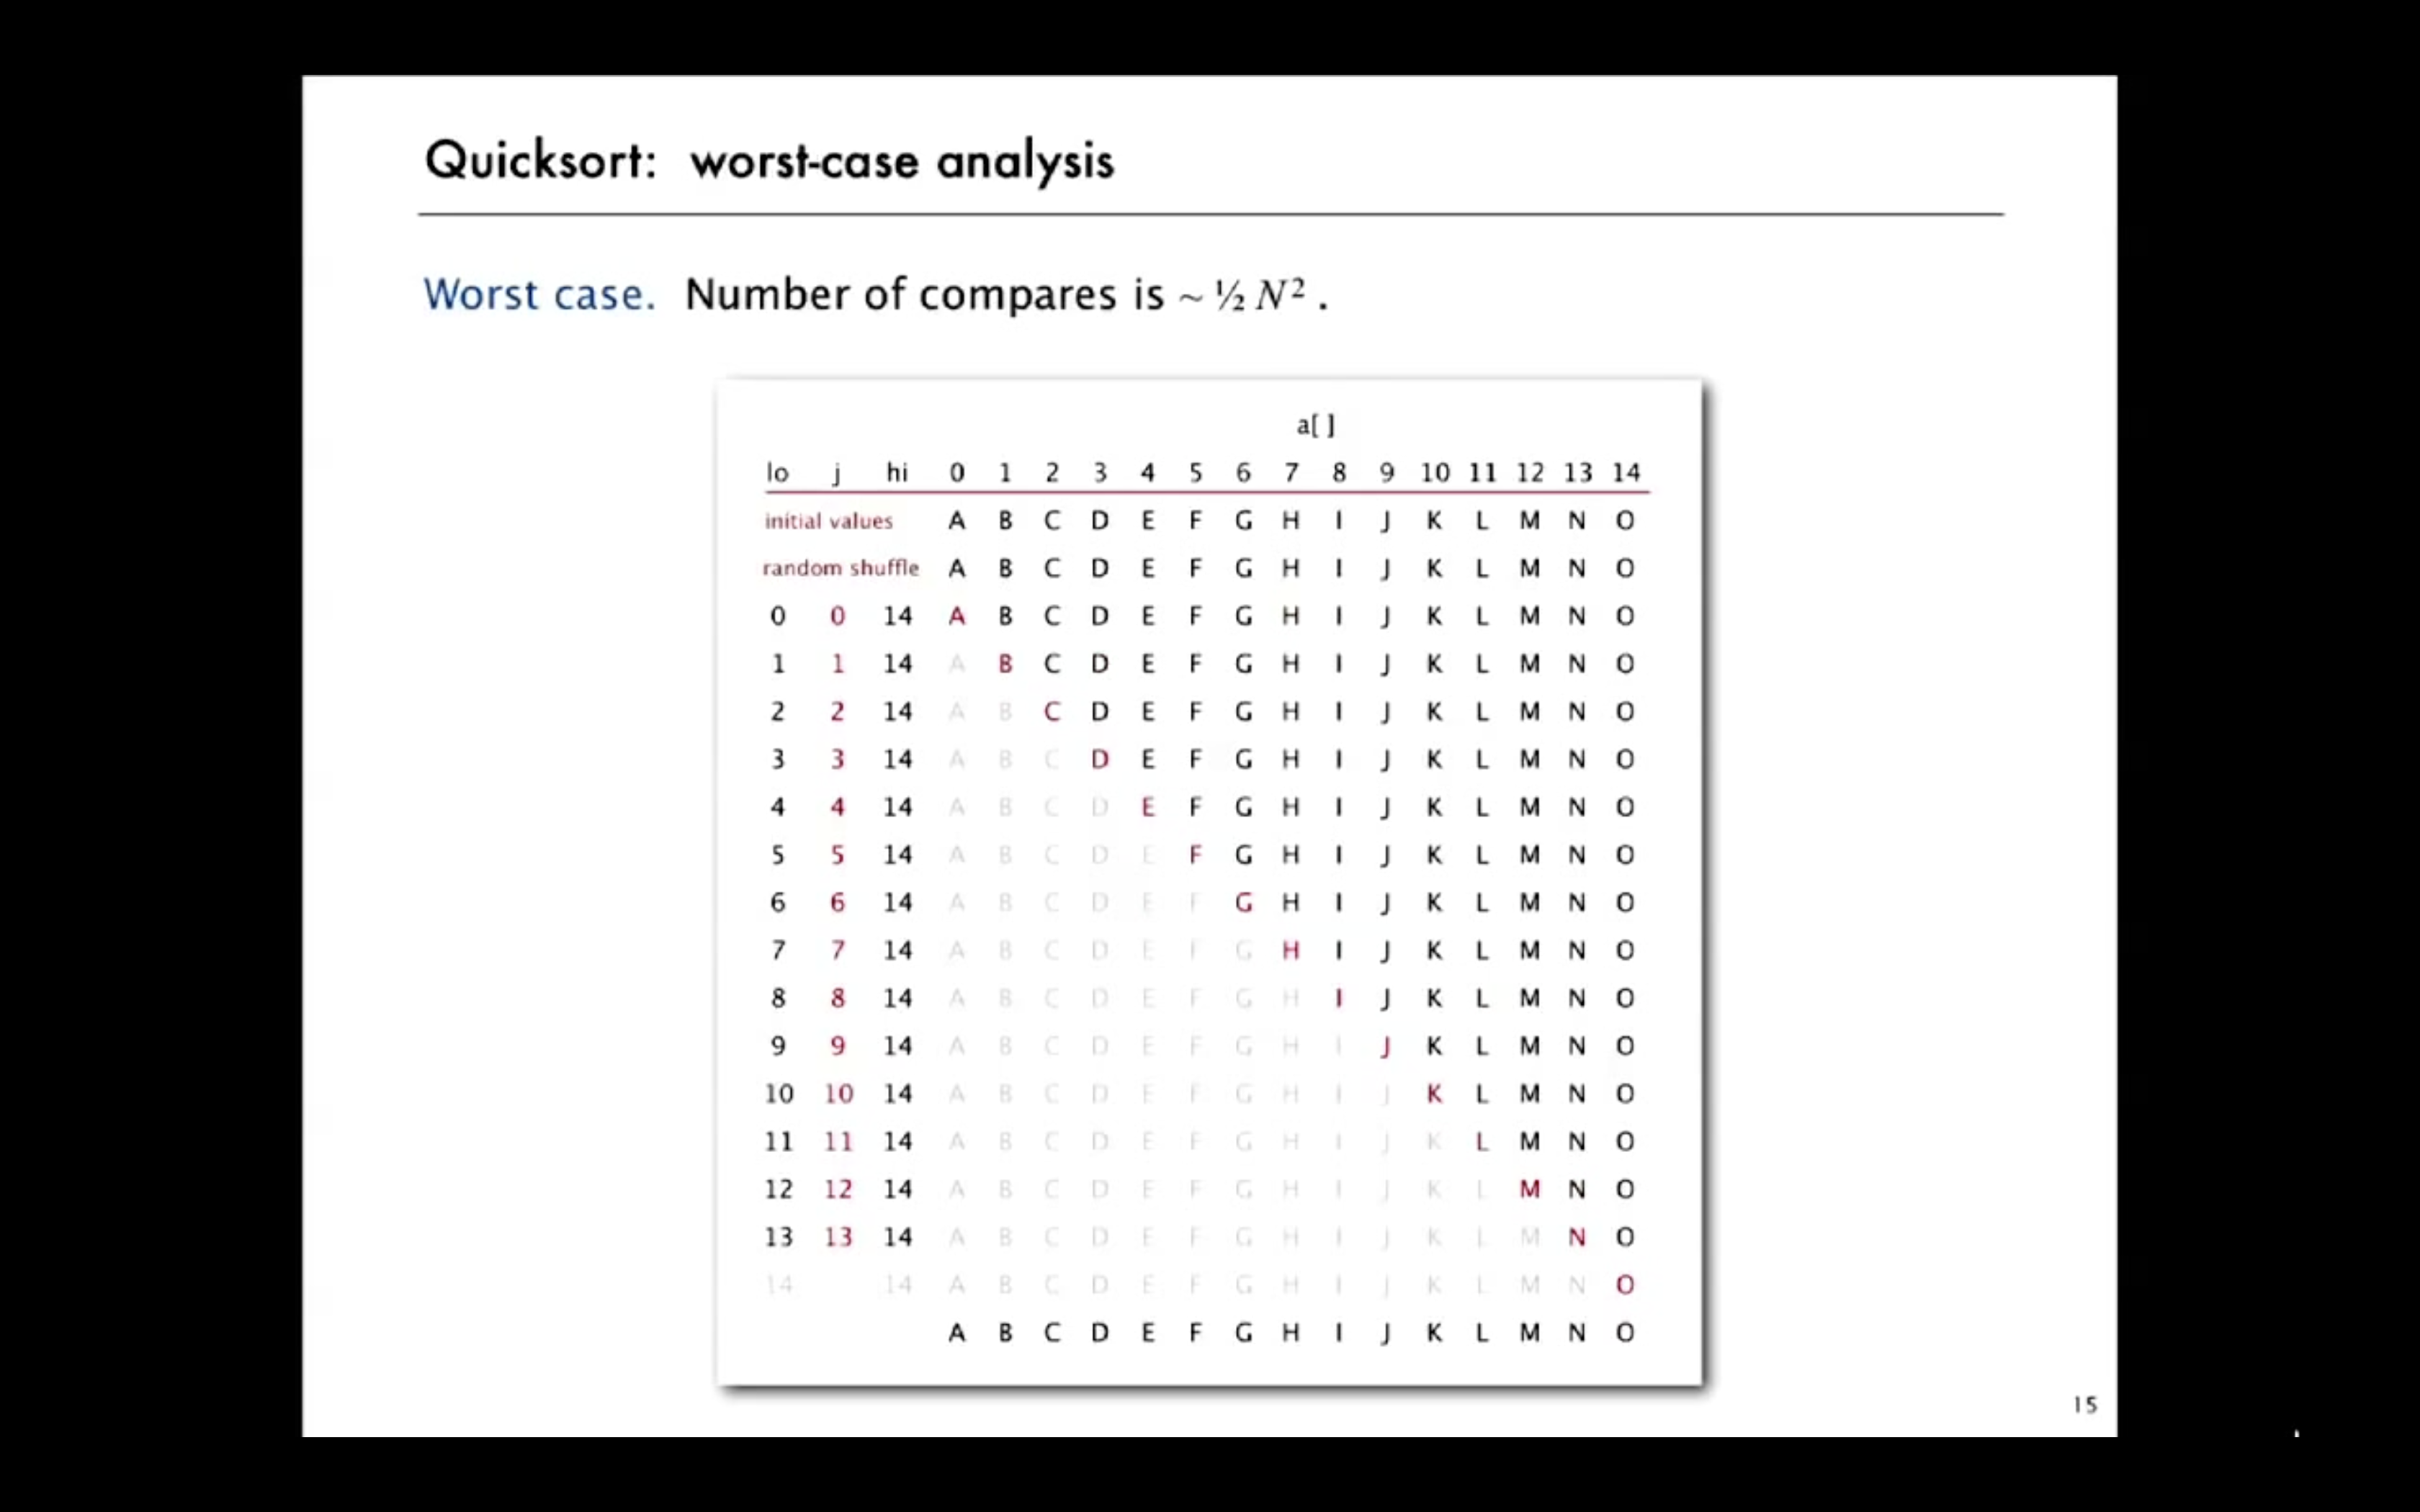 Quicksort: worst-case analysis
Worst case. Number of compares is ~ ½ N² .
a[ ]
lo j hi 0 1 2 3 4 5 6 7 8 9 10 11 12 13 14
initial values A B C D E F G H I J K L M N O
random shuffle A B C D E F G H I J K L M N O
0 0 14 A B C D E F G H I J K L M N O
1 1 14 A B C D E F G H I J K L M N O
2 2 14 A B C D E F G H I J K L M N O
3 3 14 A B C D E F G H I J K L M N O
4 4 14 A B C D E F G H I J K L M N O
5 5 14 A B C D E F G H I J K L M N O
6 6 14 A B C D E F G H I J K L M N O
7 7 14 A B C D E F G H I J K L M N O
8 8 14 A B C D E F G H I J K L M N O
9 9 14 A B C D E F G H I J K L M N O
10 10 14 A B C D E F G H I J K L M N O
11 11 14 A B C D E F G H I J K L M N O
12 12 14 A B C D E F G H I J K L M N O
13 13 14 A B C D E F G H I J K L M N O
14 14 A B C D E F G H I J K L M N O
A B C D E F G H I J K L M N O
15